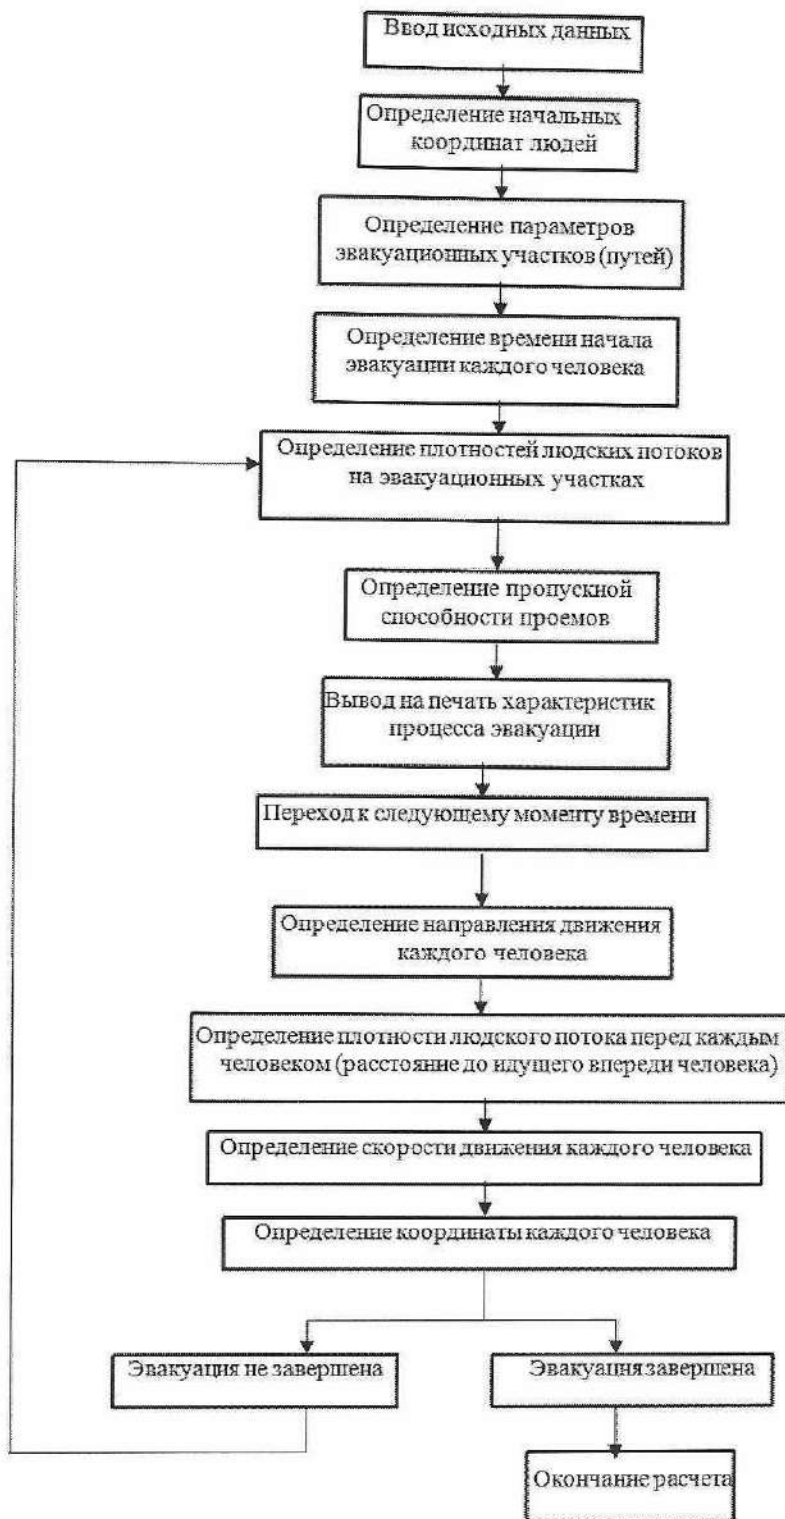 Ввод исходных данных
Определение начальных
координат людей
Определение параметров
эвакуационных участков (путей)
Определение времени начала
эвакуации каждого человека
Определение плотностей людских потоков
на эвакуационных участках
Определение пропускной
способности проемов
Вывод на печать характеристик
процесса эвакуации
Переход к следующему моменту времени
Определение направления движения
каждого человека
Определение плотности людского потока перед каждым
человеком (расстояние до идущего впереди человека)
Определение скорости движения каждого человека
Определение координаты каждого человека
Эвакуация не завершена
Эвакуация завершена
Окончание расчета